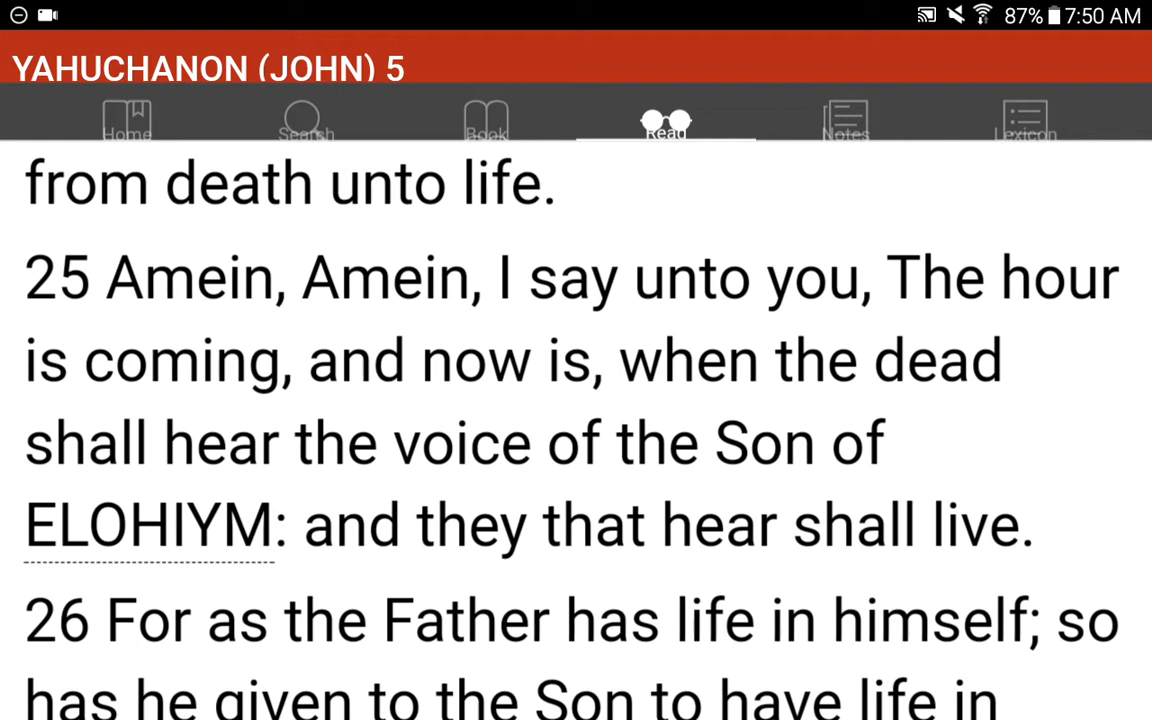 87% 7:50 AM
YAHUCHANON (JOHN) 5
Home Search Book Read Notes Lexicon
from death unto life.
25 Amein, Amein, I say unto you, The hour
is coming, and now is, when the dead
shall hear the voice of the Son of
ELOHIYM: and they that hear shall live.
26 For as the Father has life in himself; so
has he given to the Son to have life in